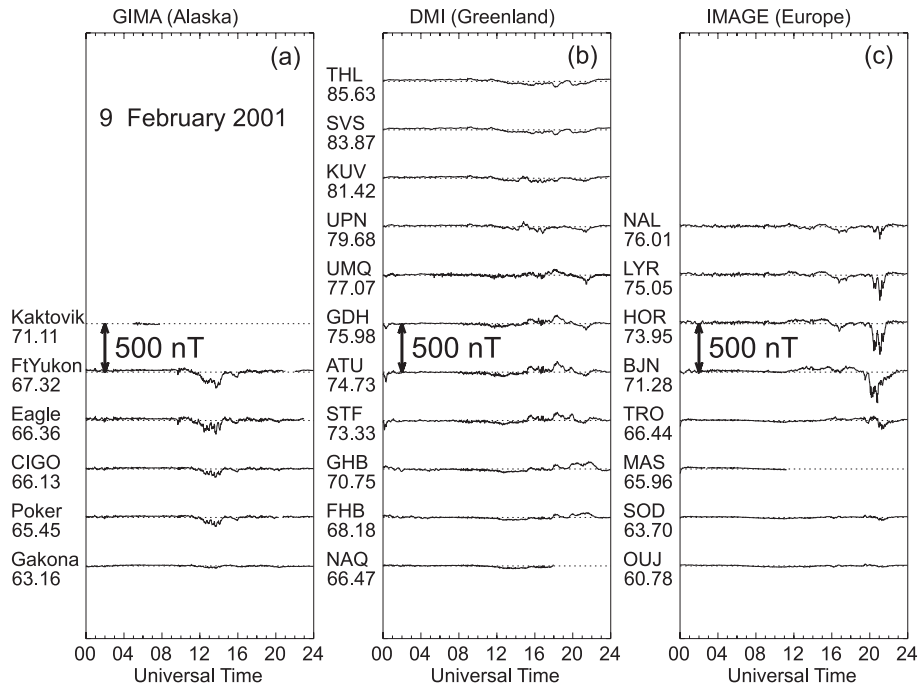 GIMA (Alaska)
DMI (Greenland)
IMAGE (Europe)
(a)
(b)
(c)
9 February 2001
Kaktovik
71.11
500 nT
FtYukon
67.32
Eagle
66.36
CIGO
66.13
Poker
65.45
Gakona
63.16
00 04 08 12 16 20 24
Universal Time
THL
85.63
SVS
83.87
KUV
81.42
UPN
79.68
UMQ
77.07
GDH
75.98
500 nT
ATU
74.73
STF
73.33
GHB
70.75
FHB
68.18
NAQ
66.47
00 04 08 12 16 20 24
Universal Time
NAL
76.01
LYR
75.05
HOR
73.95
500 nT
BJN
71.28
TRO
66.44
MAS
65.96
SOD
63.70
OUJ
60.78
00 04 08 12 16 20 24
Universal Time